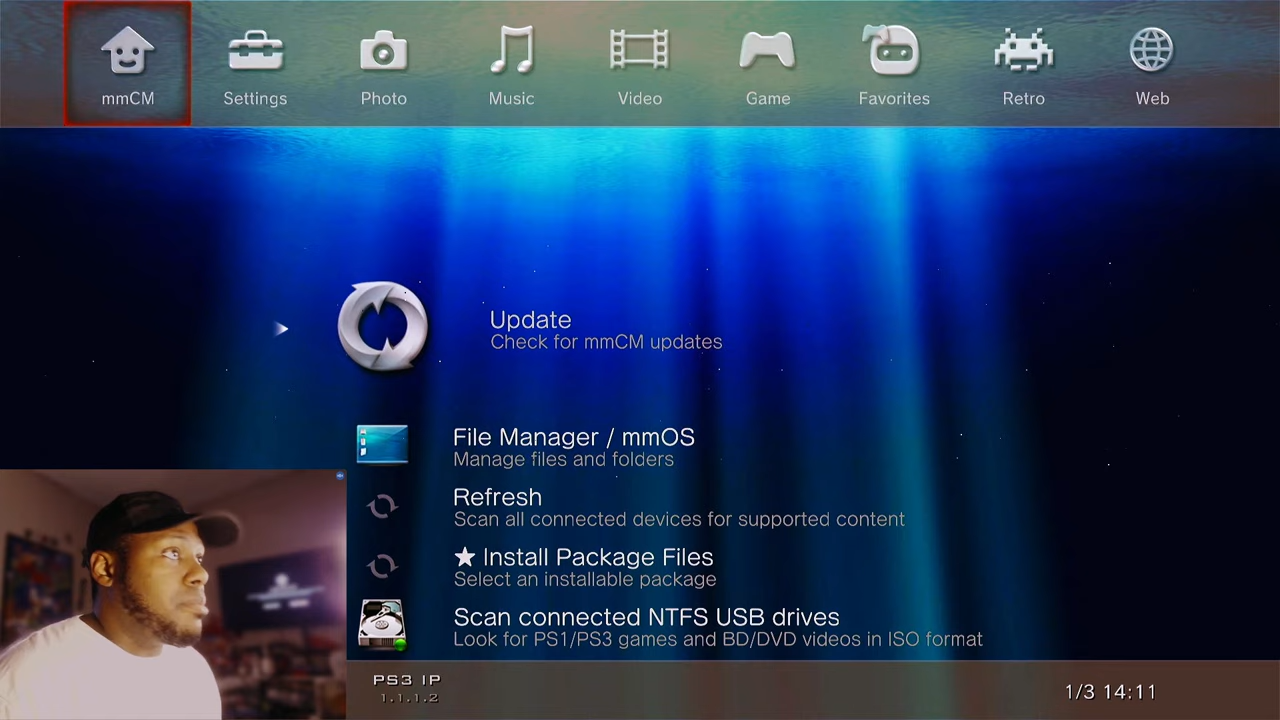 mmCM Settings Photo Music Video Game Favorites Retro Web
Update
Check for mmCM updates
File Manager / mmOS
Manage files and folders
Refresh
Scan all connected devices for supported content
★ Install Package Files
Select an installable package
Scan connected NTFS USB drives
Look for PS1/PS3 games and BD/DVD videos in ISO format
PS3 IP
1.1.1.2
1/3 14:11